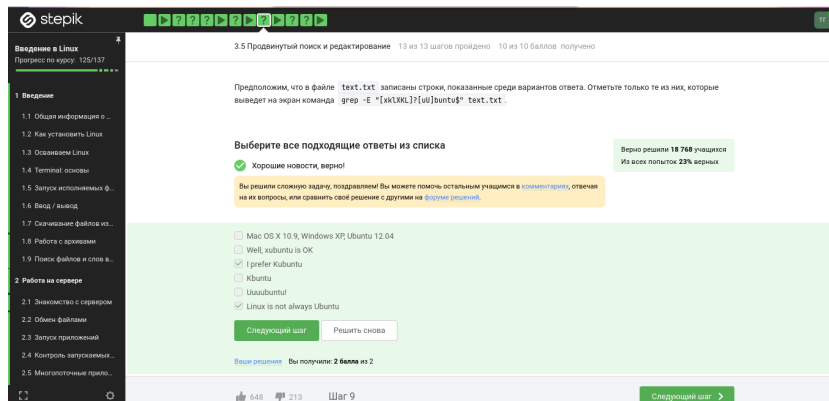 stepik
ТГ
Введение в Linux
Прогресс по курсу: 125/137
3.5 Продвинутый поиск и редактирование 13 из 13 шагов пройдено 10 из 10 баллов получено
1 Введение
1.1 Общая информация о ...
1.2 Как установить Linux
1.3 Осваиваем Linux
1.4 Terminal: основы
1.5 Запуск исполняемых ф...
1.6 Ввод / вывод
1.7 Скачивание файлов из...
1.8 Работа с архивами
1.9 Поиск файлов и слов в...
2 Работа на сервере
2.1 Знакомство с сервером
2.2 Обмен файлами
2.3 Запуск приложений
2.4 Контроль запускаемых...
2.5 Многопоточные прило...
Предположим, что в файле text.txt записаны строки, показанные среди вариантов ответа. Отметьте только те из них, которые
выведет на экран команда grep -E "[xklXKL]?[uU]buntu$" text.txt.
Выберите все подходящие ответы из списка
Верно решили 18 768 учащихся
Из всех попыток 23% верных
Хорошие новости, верно!
Вы решили сложную задачу, поздравляем! Вы можете помочь остальным учащимся в комментариях, отвечая
на их вопросы, или сравнить своё решение с другими на форуме решений.
Mac OS X 10.9, Windows XP, Ubuntu 12.04
Well, xubuntu is OK
I prefer Kubuntu
Kbuntu
Uuubuntu!
Linux is not always Ubuntu
Следующий шаг
Решить снова
Ваши решения Вы получили: 2 балла из 2
648 213 Шаг 9
Следующий шаг